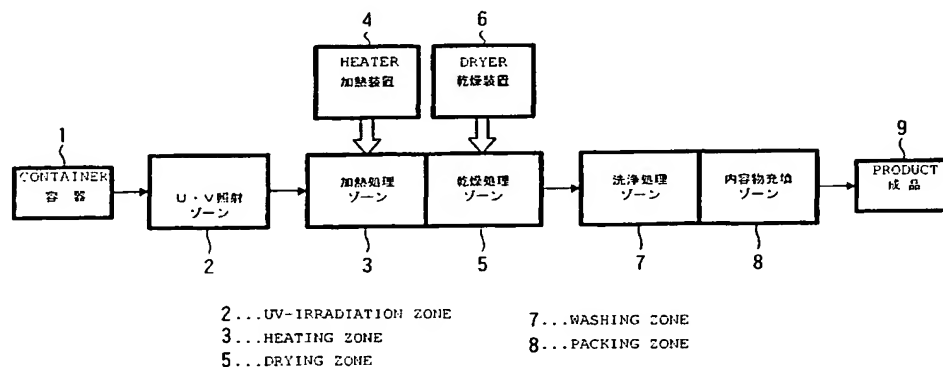 4
6
HEATER
加熱装置
DRYER
乾燥装置
1
9
CONTAINER
容器
U・V照射
ゾーン
加熱処理
ゾーン
乾燥処理
ゾーン
洗浄処理
ゾーン
内容物充填
ゾーン
PRODUCT
成品
2
3
5
7
8
2...UV-IRRADIATION ZONE
3...HEATING ZONE
5...DRYING ZONE
7...WASHING ZONE
8...PACKING ZONE